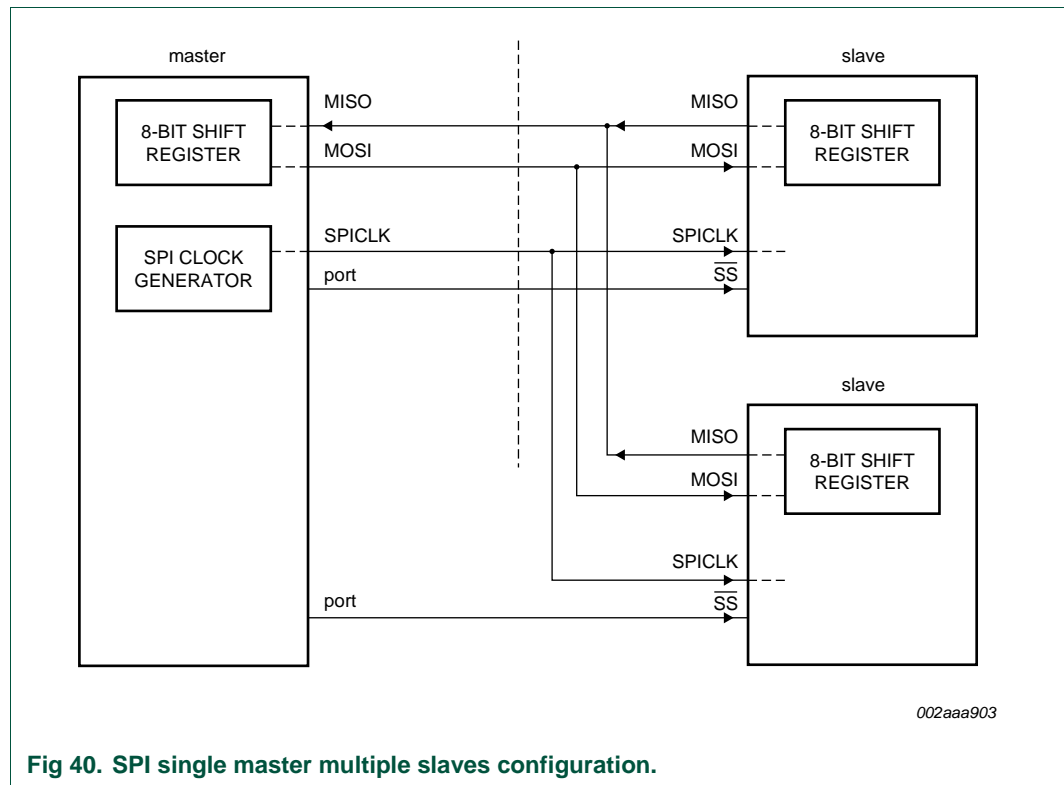 master
slave
MISO
MISO
8-BIT SHIFT
REGISTER
8-BIT SHIFT
REGISTER
MOSI
MOSI
SPICLK
SPICLK
SPI CLOCK
GENERATOR
port
S̅S̅
slave
MISO
8-BIT SHIFT
REGISTER
MOSI
SPICLK
port
S̅S̅
002aaa903
Fig 40. SPI single master multiple slaves configuration.